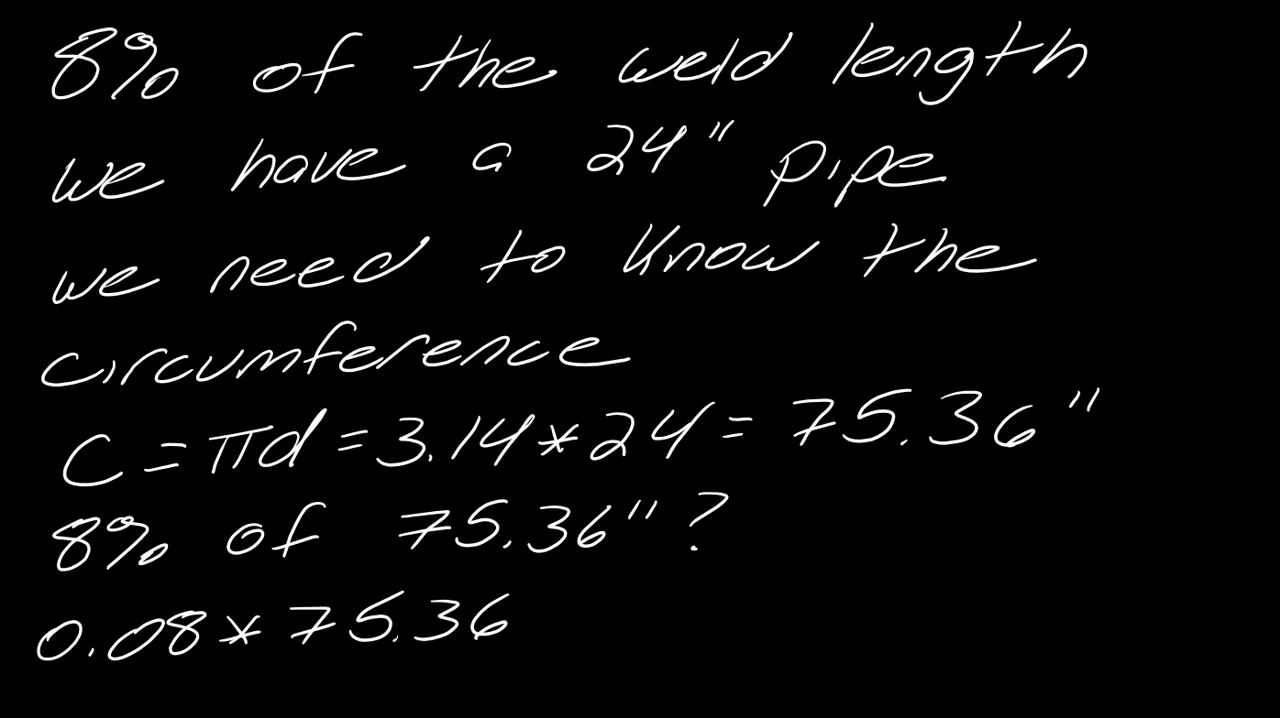 8% of the weld length
we have a 24" pipe
we need to know the
circumference
C = πd = 3.14*24 = 75.36"
8% of 75.36"?
0.08*75.36